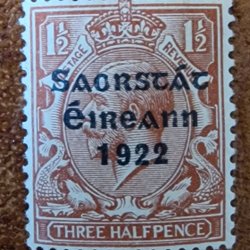 1½ 1½
POSTAGE REVENUE
Saorstát
Éireann
1922
THREE HALFPENCE